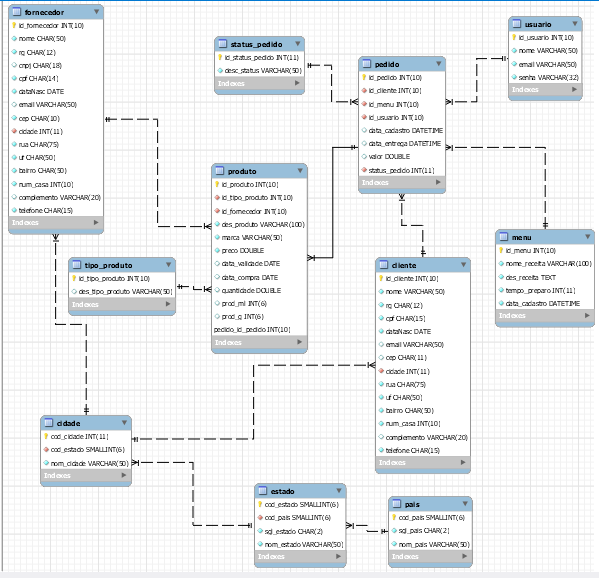 fornecedor
id_fornecedor INT(10)
nome CHAR(50)
rg CHAR(12)
cnpj CHAR(18)
cpf CHAR(14)
dataNasc DATE
email VARCHAR(50)
cep CHAR(10)
cidade INT(11)
rua CHAR(75)
uf CHAR(50)
bairro CHAR(50)
num_casa INT(10)
complemento VARCHAR(20)
telefone CHAR(15)
Indexes
status_pedido
id_status_pedido INT(11)
desc_status VARCHAR(50)
Indexes
pedido
id_pedido INT(10)
id_cliente INT(10)
id_menu INT(10)
id_usuario INT(10)
data_cadastro DATETIME
data_entrega DATETIME
valor DOUBLE
status_pedido INT(11)
Indexes
usuario
id_usuario INT(10)
nome VARCHAR(50)
email VARCHAR(50)
senha VARCHAR(32)
Indexes
produto
id_produto INT(10)
id_tipo_produto INT(10)
id_fornecedor INT(10)
des_produto VARCHAR(100)
marca VARCHAR(50)
preco DOUBLE
data_validade DATE
data_compra DATE
quantidade DOUBLE
prod_ml INT(6)
prod_g INT(6)
pedido_id_pedido INT(10)
Indexes
tipo_produto
id_tipo_produto INT(10)
des_tipo_produto VARCHAR(50)
Indexes
cliente
id_cliente INT(10)
nome VARCHAR(50)
rg CHAR(12)
cpf CHAR(15)
dataNasc DATE
email VARCHAR(50)
cep CHAR(11)
cidade INT(11)
rua CHAR(75)
uf CHAR(50)
bairro CHAR(50)
num_casa INT(10)
complemento VARCHAR(20)
telefone CHAR(15)
Indexes
menu
id_menu INT(10)
nome_receita VARCHAR(100)
des_receita TEXT
tempo_preparo INT(11)
data_cadastro DATETIME
Indexes
cidade
cod_cidade INT(11)
cod_estado SMALLINT(6)
nom_cidade VARCHAR(50)
Indexes
estado
cod_estado SMALLINT(6)
cod_pais SMALLINT(6)
sgl_estado CHAR(2)
nom_estado VARCHAR(50)
Indexes
pais
cod_pais SMALLINT(6)
sgl_pais CHAR(2)
nom_pais VARCHAR(50)
Indexes